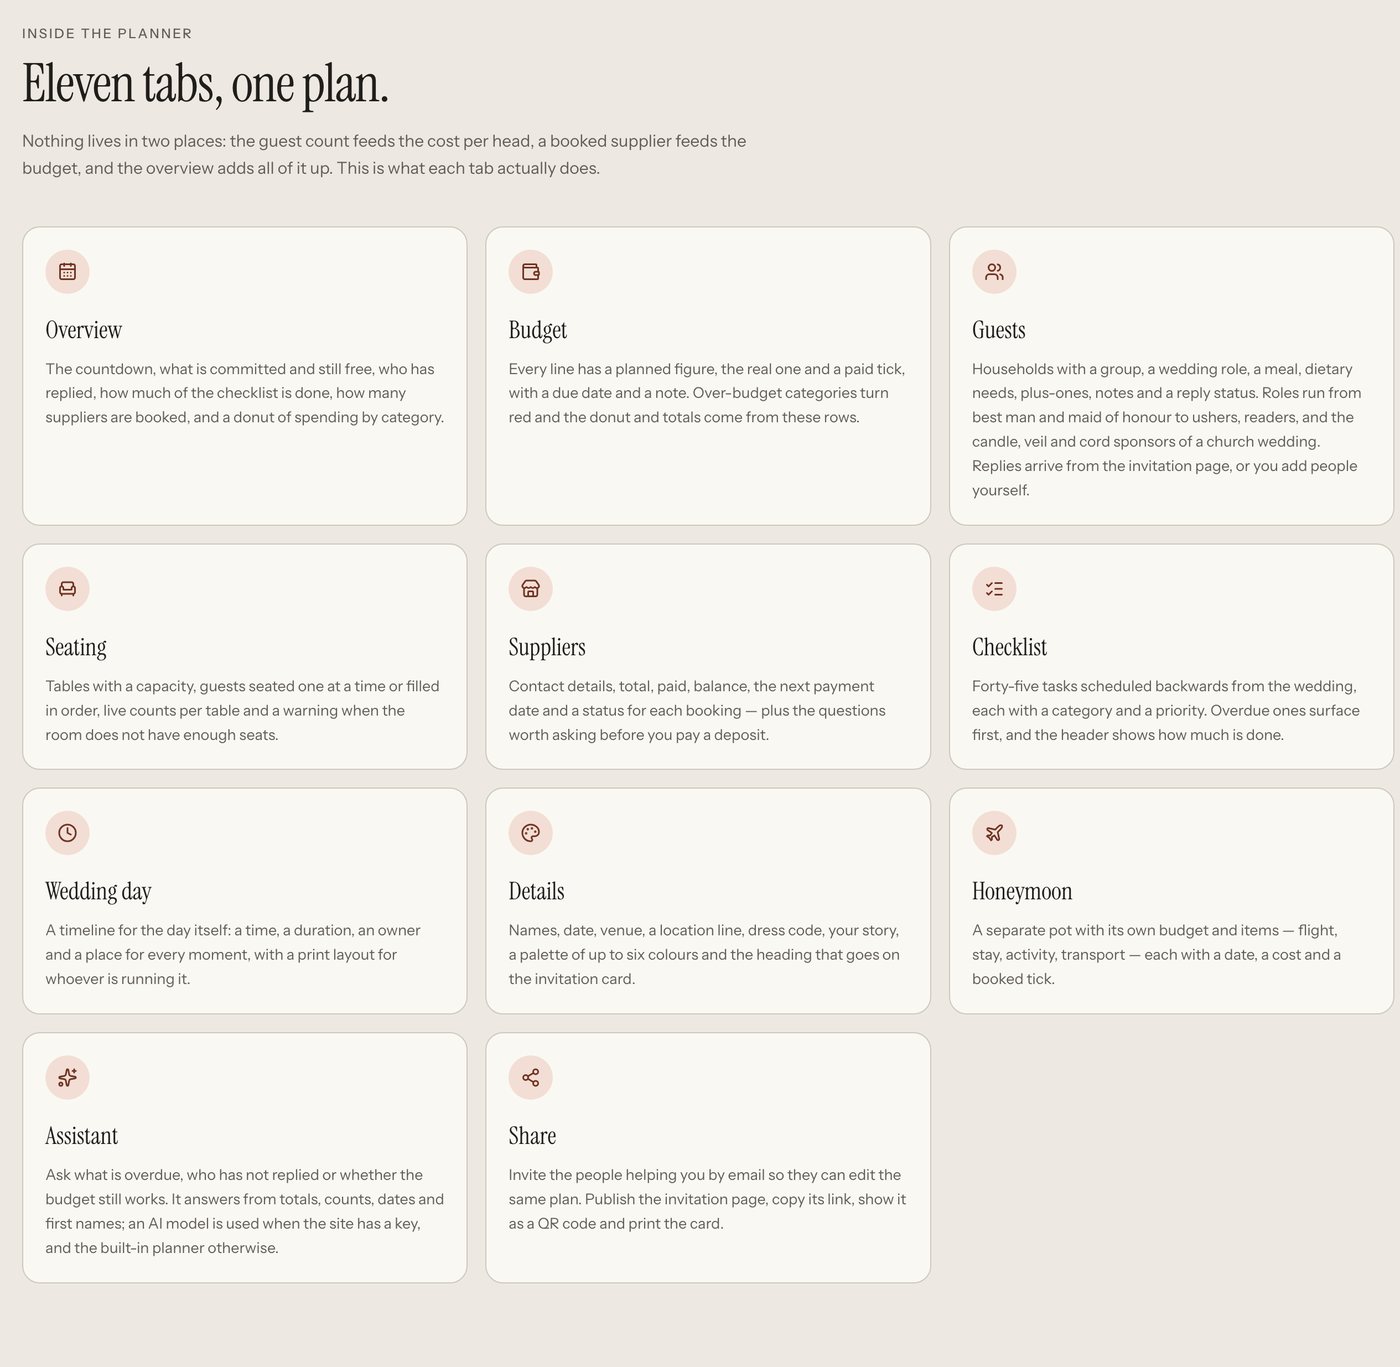 INSIDE THE PLANNER
Eleven tabs, one plan.
Nothing lives in two places: the guest count feeds the cost per head, a booked supplier feeds the
budget, and the overview adds all of it up. This is what each tab actually does.
Overview
The countdown, what is committed and still free, who has
replied, how much of the checklist is done, how many
suppliers are booked, and a donut of spending by category.
Budget
Every line has a planned figure, the real one and a paid tick,
with a due date and a note. Over-budget categories turn
red and the donut and totals come from these rows.
Guests
Households with a group, a wedding role, a meal, dietary
needs, plus-ones, notes and a reply status. Roles run from
best man and maid of honour to ushers, readers, and the
candle, veil and cord sponsors of a church wedding.
Replies arrive from the invitation page, or you add people
yourself.
Seating
Tables with a capacity, guests seated one at a time or filled
in order, live counts per table and a warning when the
room does not have enough seats.
Suppliers
Contact details, total, paid, balance, the next payment
date and a status for each booking — plus the questions
worth asking before you pay a deposit.
Checklist
Forty-five tasks scheduled backwards from the wedding,
each with a category and a priority. Overdue ones surface
first, and the header shows how much is done.
Wedding day
A timeline for the day itself: a time, a duration, an owner
and a place for every moment, with a print layout for
whoever is running it.
Details
Names, date, venue, a location line, dress code, your story,
a palette of up to six colours and the heading that goes on
the invitation card.
Honeymoon
A separate pot with its own budget and items — flight,
stay, activity, transport — each with a date, a cost and a
booked tick.
Assistant
Ask what is overdue, who has not replied or whether the
budget still works. It answers from totals, counts, dates and
first names; an AI model is used when the site has a key,
and the built-in planner otherwise.
Share
Invite the people helping you by email so they can edit the
same plan. Publish the invitation page, copy its link, show it
as a QR code and print the card.